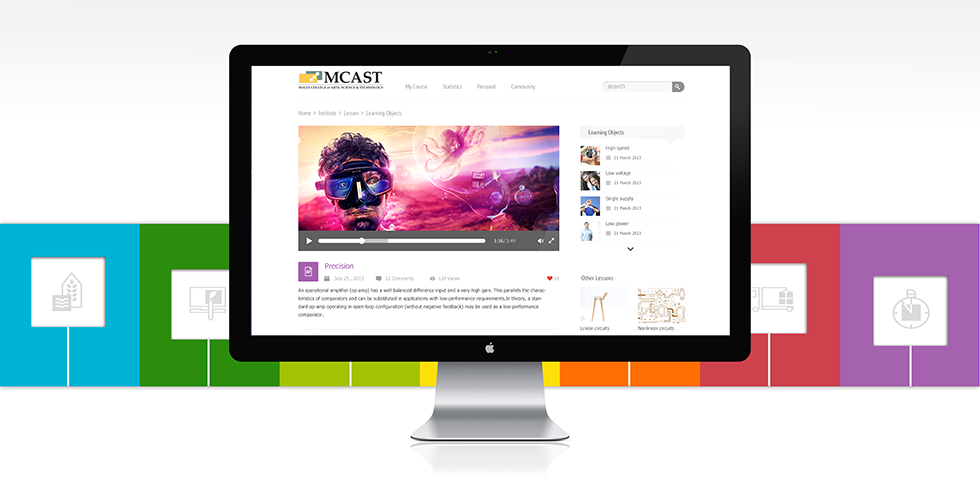 MCAST
MALTA COLLEGE of ARTS, SCIENCE & TECHNOLOGY
My Course Statistics Personal Community
search
Home > Institute > Lesson > Learning Objects
Learning Objects
High speed
21 March 2013
Low voltage
21 March 2013
Single supply
21 March 2013
Low power
21 March 2013
1:16 / 3:49
Precision
July 25 , 2013 12 Comments 124 Views
An operational amplifier (op-amp) has a well balanced difference input and a very high gain. This parallels the charac-
teristics of comparators and can be substituted in applications with low-performance requirements.In theory, a stan-
dard op-amp operating in open-loop configuration (without negative feedback) may be used as a low-performance
comparator.
Other Lessons
Linear circuits
Nonlinear circuits